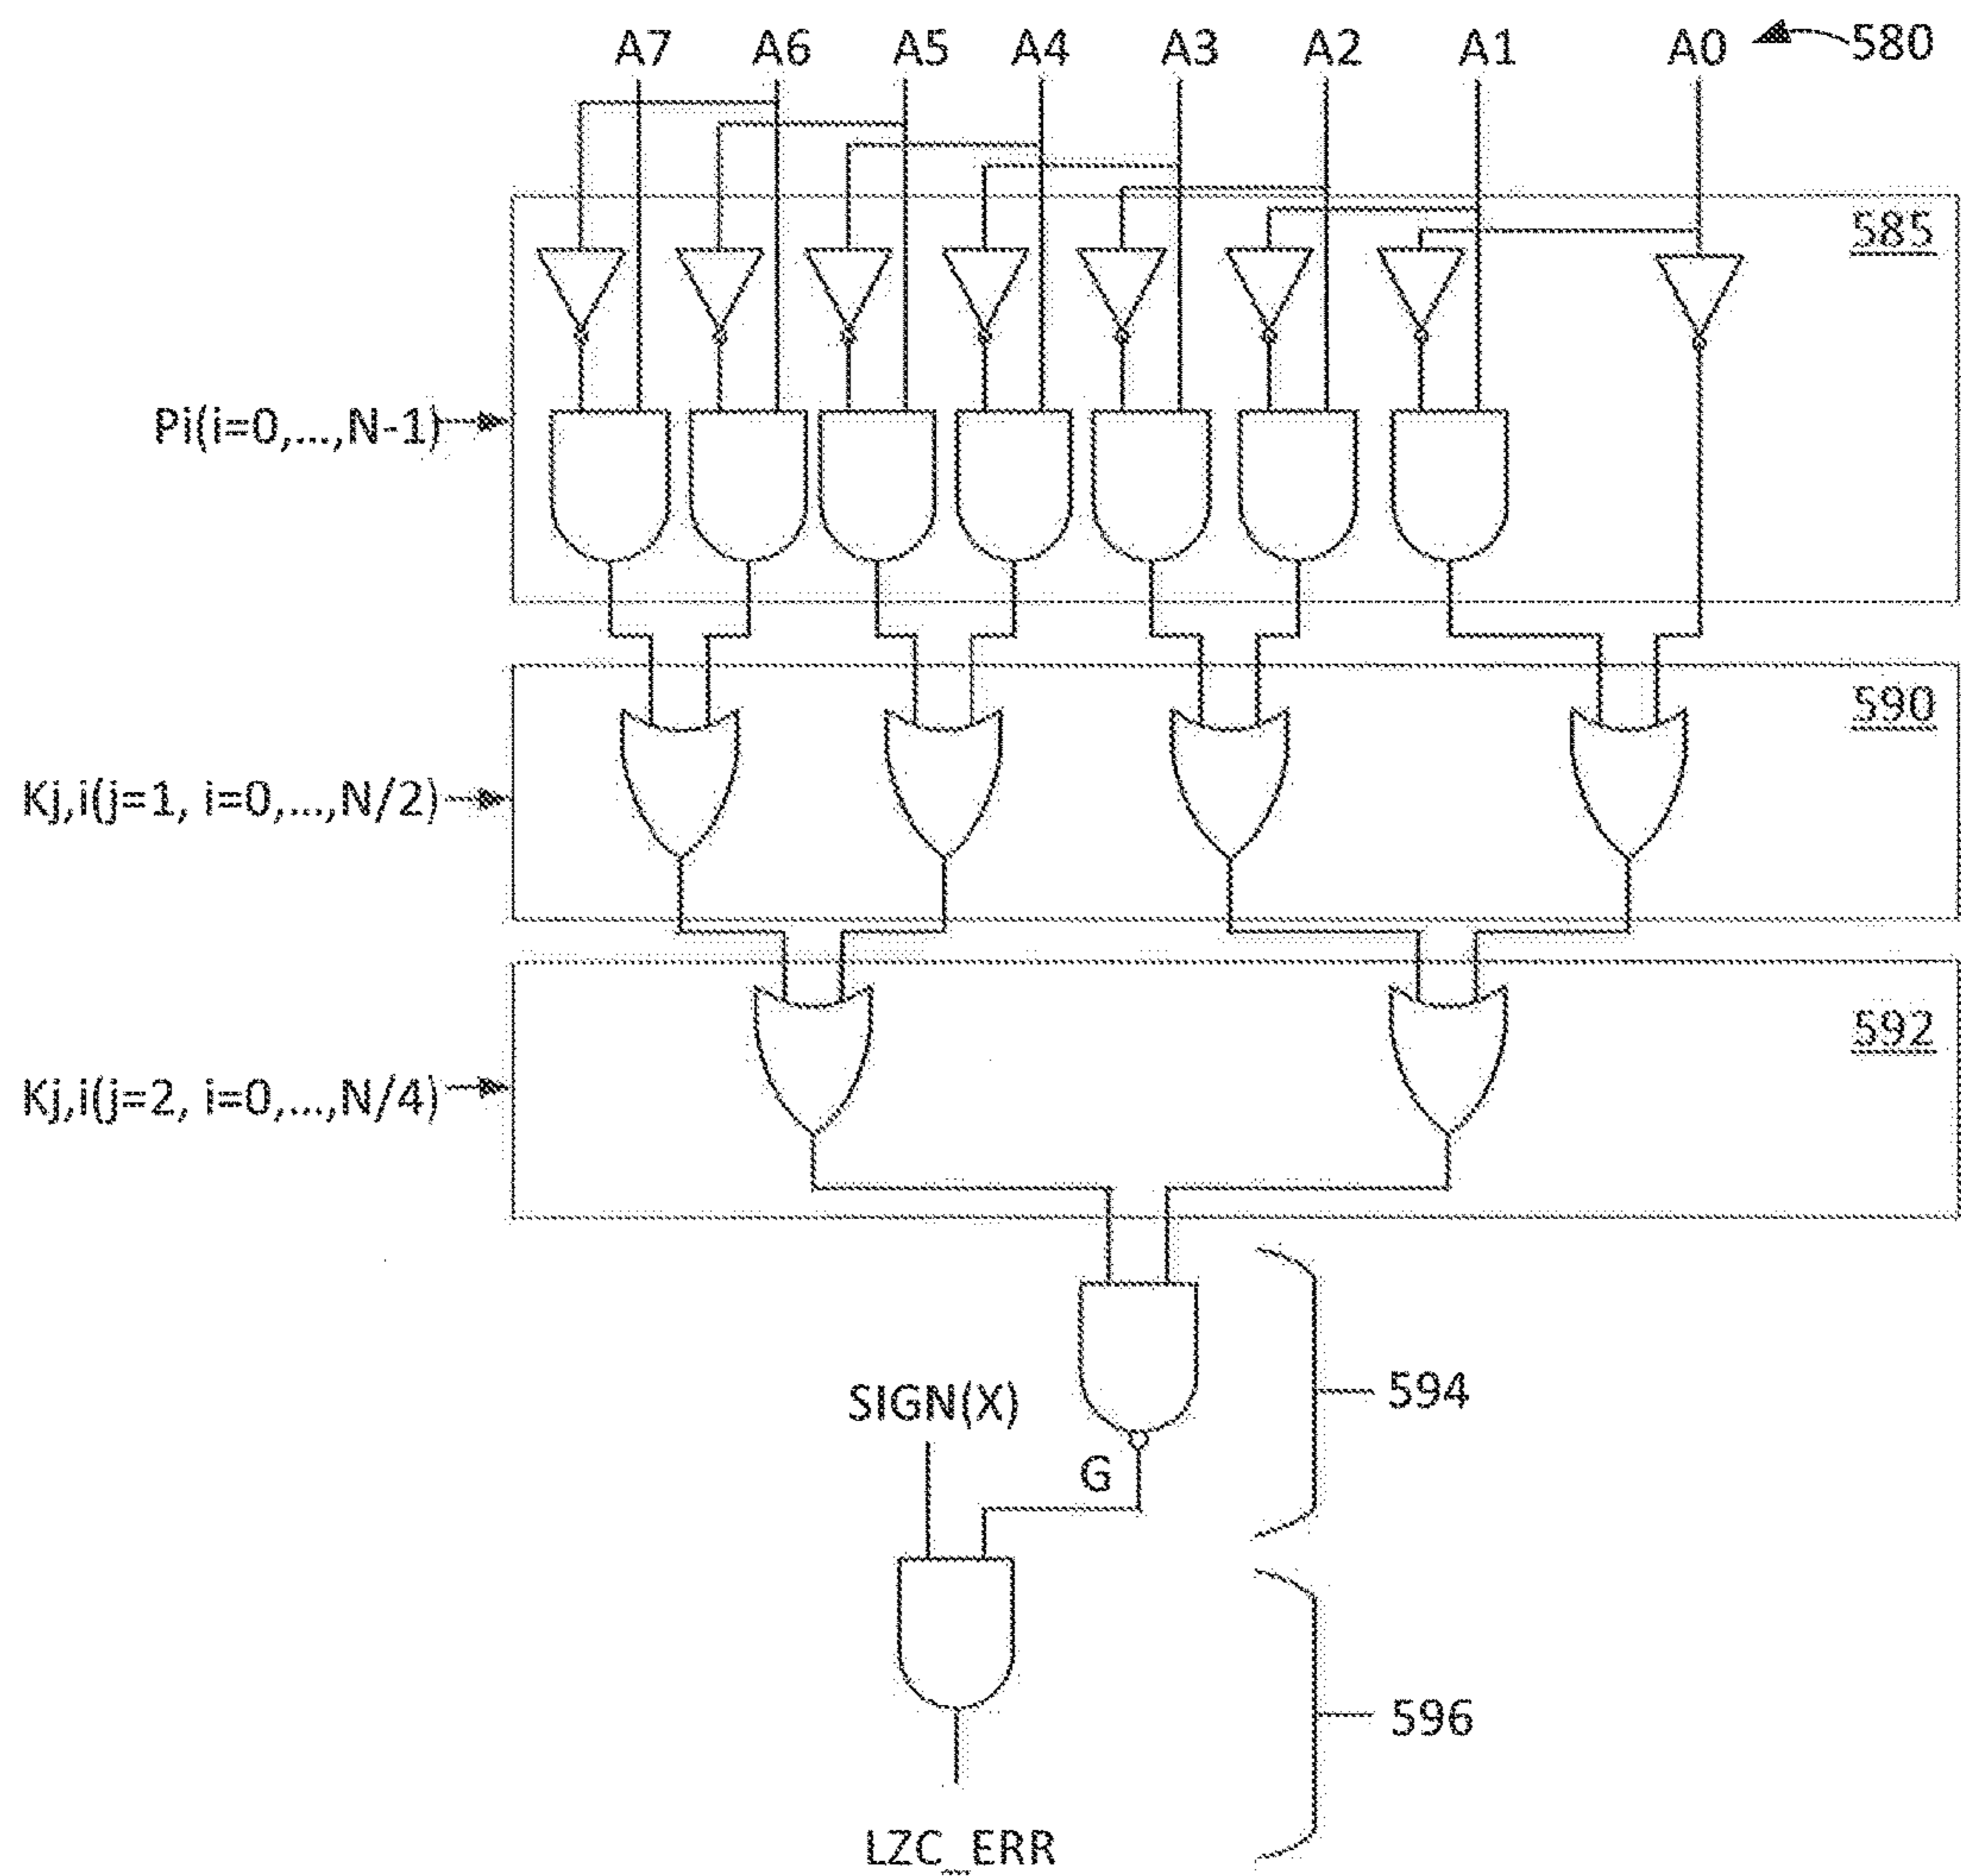 A7 A6 A5 A4 A3 A2 A1 A0 580
585
Pi(i=0,...,N-1)
590
Kj,i(j=1, i=0,...,N/2)
592
Kj,i(j=2, i=0,...,N/4)
594
SIGN(X)
G
596
LZC_ERR